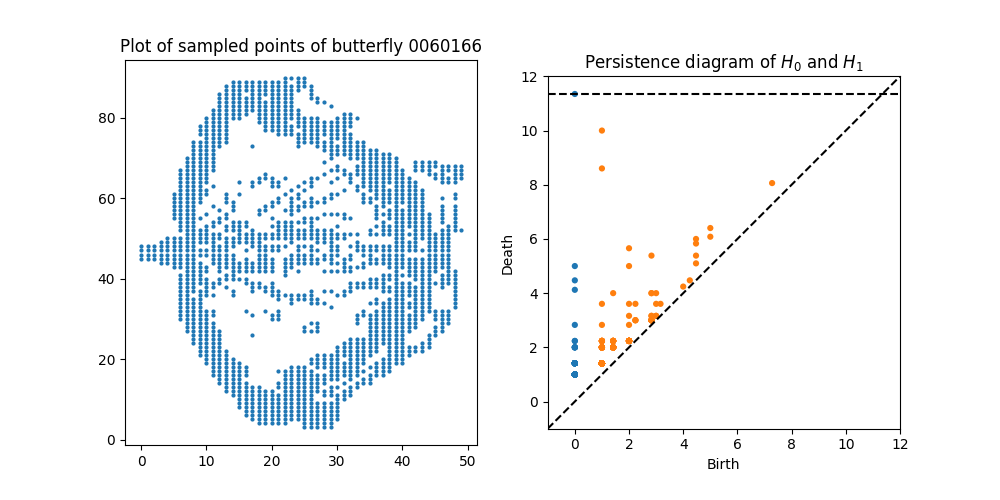 Plot of sampled points of butterfly 0060166
80
60
40
20
0
0 10 20 30 40 50
Persistence diagram of H₀ and H₁
12
10
8
6
4
2
0
Death
0 2 4 6 8 10 12
Birth